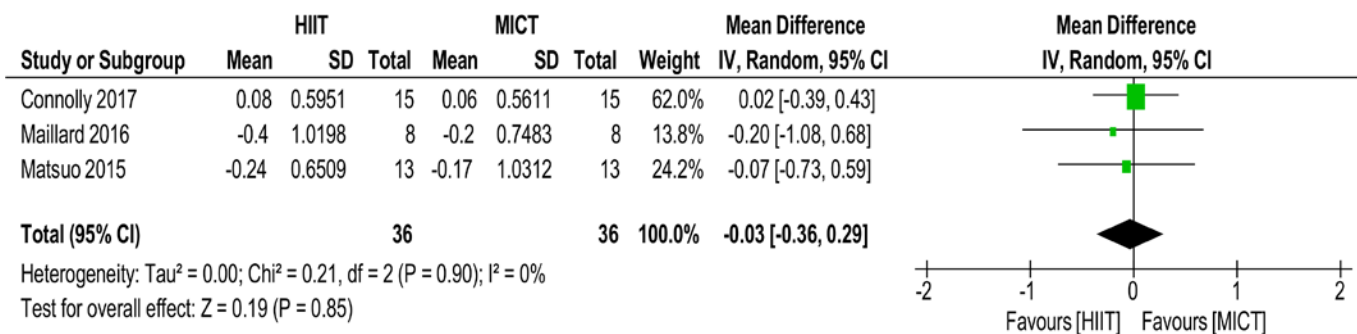 HIIT MICT Mean Difference Mean Difference
Study or Subgroup Mean SD Total Mean SD Total Weight IV, Random, 95% CI IV, Random, 95% CI
Connolly 2017 0.08 0.5951 15 0.06 0.5611 15 62.0% 0.02 [-0.39, 0.43]
Maillard 2016 -0.4 1.0198 8 -0.2 0.7483 8 13.8% -0.20 [-1.08, 0.68]
Matsuo 2015 -0.24 0.6509 13 -0.17 1.0312 13 24.2% -0.07 [-0.73, 0.59]
Total (95% CI) 36 36 100.0% -0.03 [-0.36, 0.29]
Heterogeneity: Tau² = 0.00; Chi² = 0.21, df = 2 (P = 0.90); I² = 0%
Test for overall effect: Z = 0.19 (P = 0.85)
-2 -1 0 1 2
Favours [HIIT] Favours [MICT]